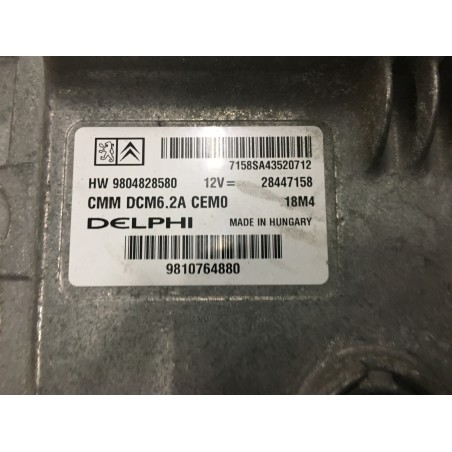 7158SA43520712
HW 9804828580 12V= 28447158
CMM DCM6.2A CEM0 18M4
DELPHI MADE IN HUNGARY
9810764880